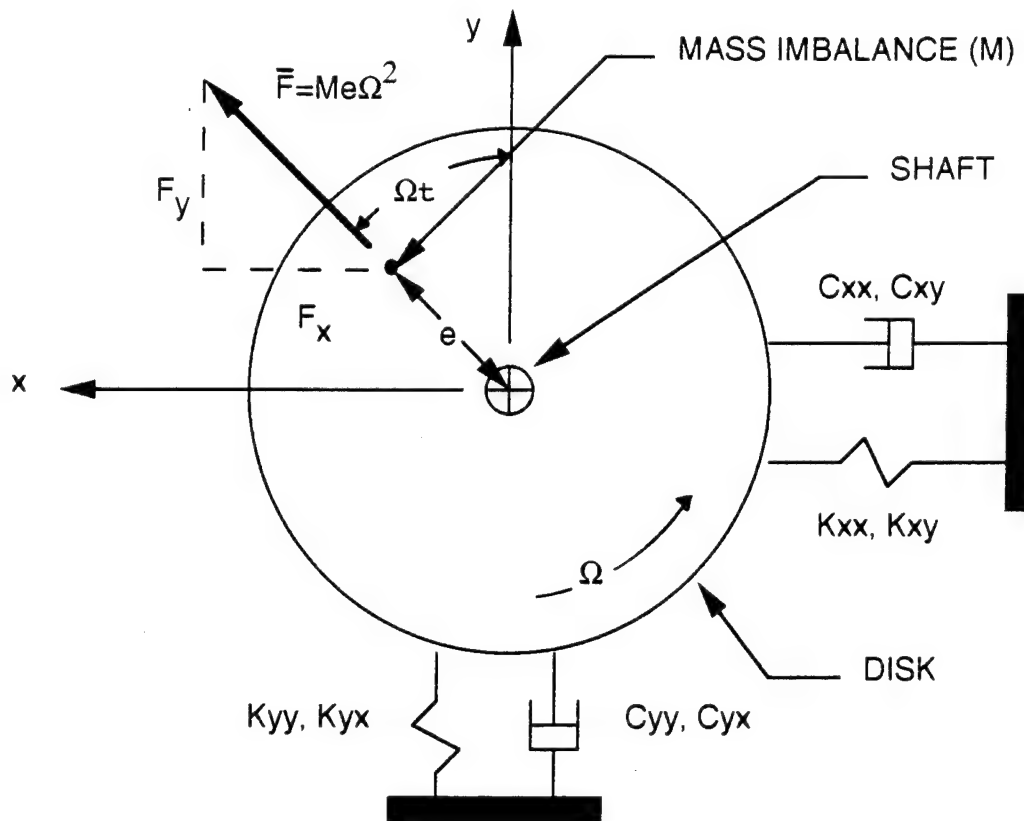 y
MASS IMBALANCE (M)
F̅=MeΩ²
SHAFT
Fy
Ωt
Cxx, Cxy
Fx
e
x
Kxx, Kxy
Ω
DISK
Kyy, Kyx
Cyy, Cyx